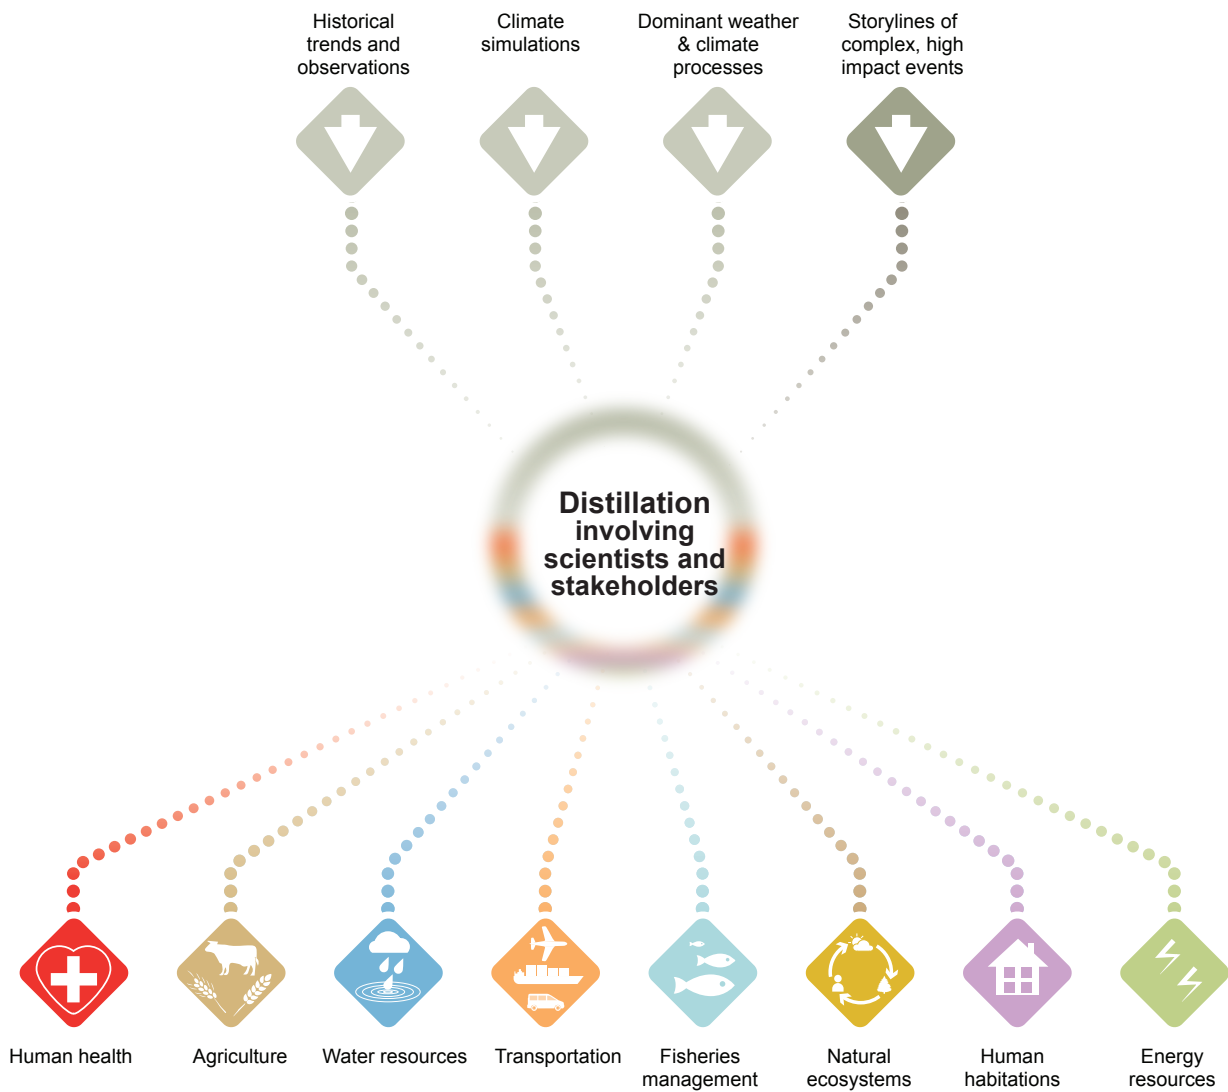 Historical
trends and
observations
Climate
simulations
Dominant weather
& climate
processes
Storylines of
complex, high
impact events
Distillation
involving
scientists and
stakeholders
Human health
Agriculture
Water resources
Transportation
Fisheries
management
Natural
ecosystems
Human
habitations
Energy
resources